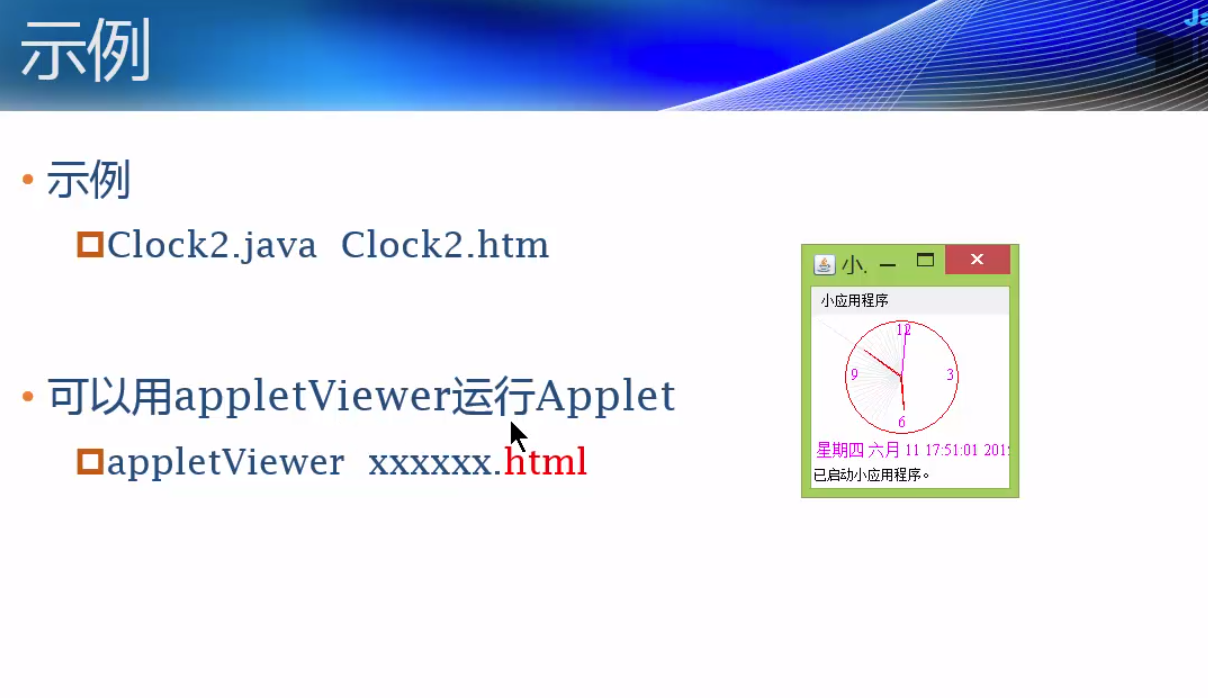 示例
• 示例
Clock2.java Clock2.htm
• 可以用appletViewer运行Applet
appletViewer xxxxxx.html
小.
小应用程序
12
9
3
6
星期四 六月 11 17:51:01 201
已启动小应用程序。